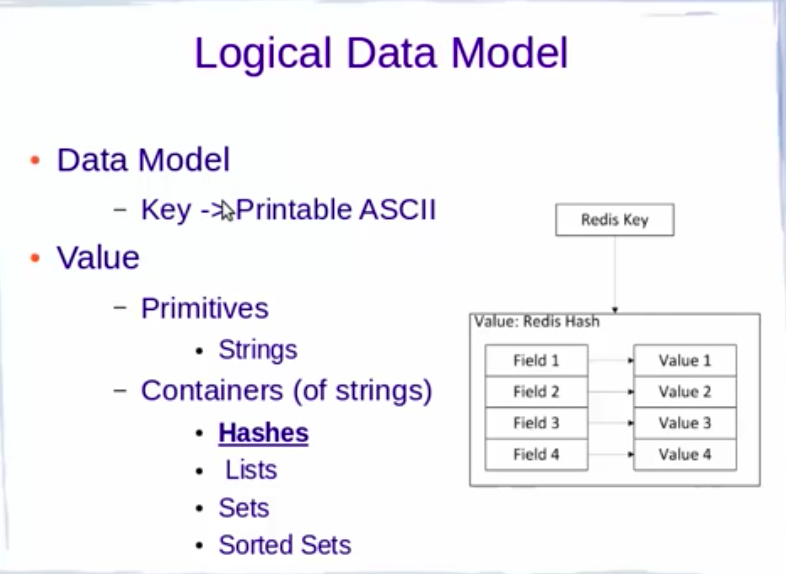 Logical Data Model
• Data Model
– Key -> Printable ASCII
• Value
– Primitives
• Strings
– Containers (of strings)
• Hashes
• Lists
• Sets
• Sorted Sets
Redis Key
Value: Redis Hash
Field 1 Value 1
Field 2 Value 2
Field 3 Value 3
Field 4 Value 4